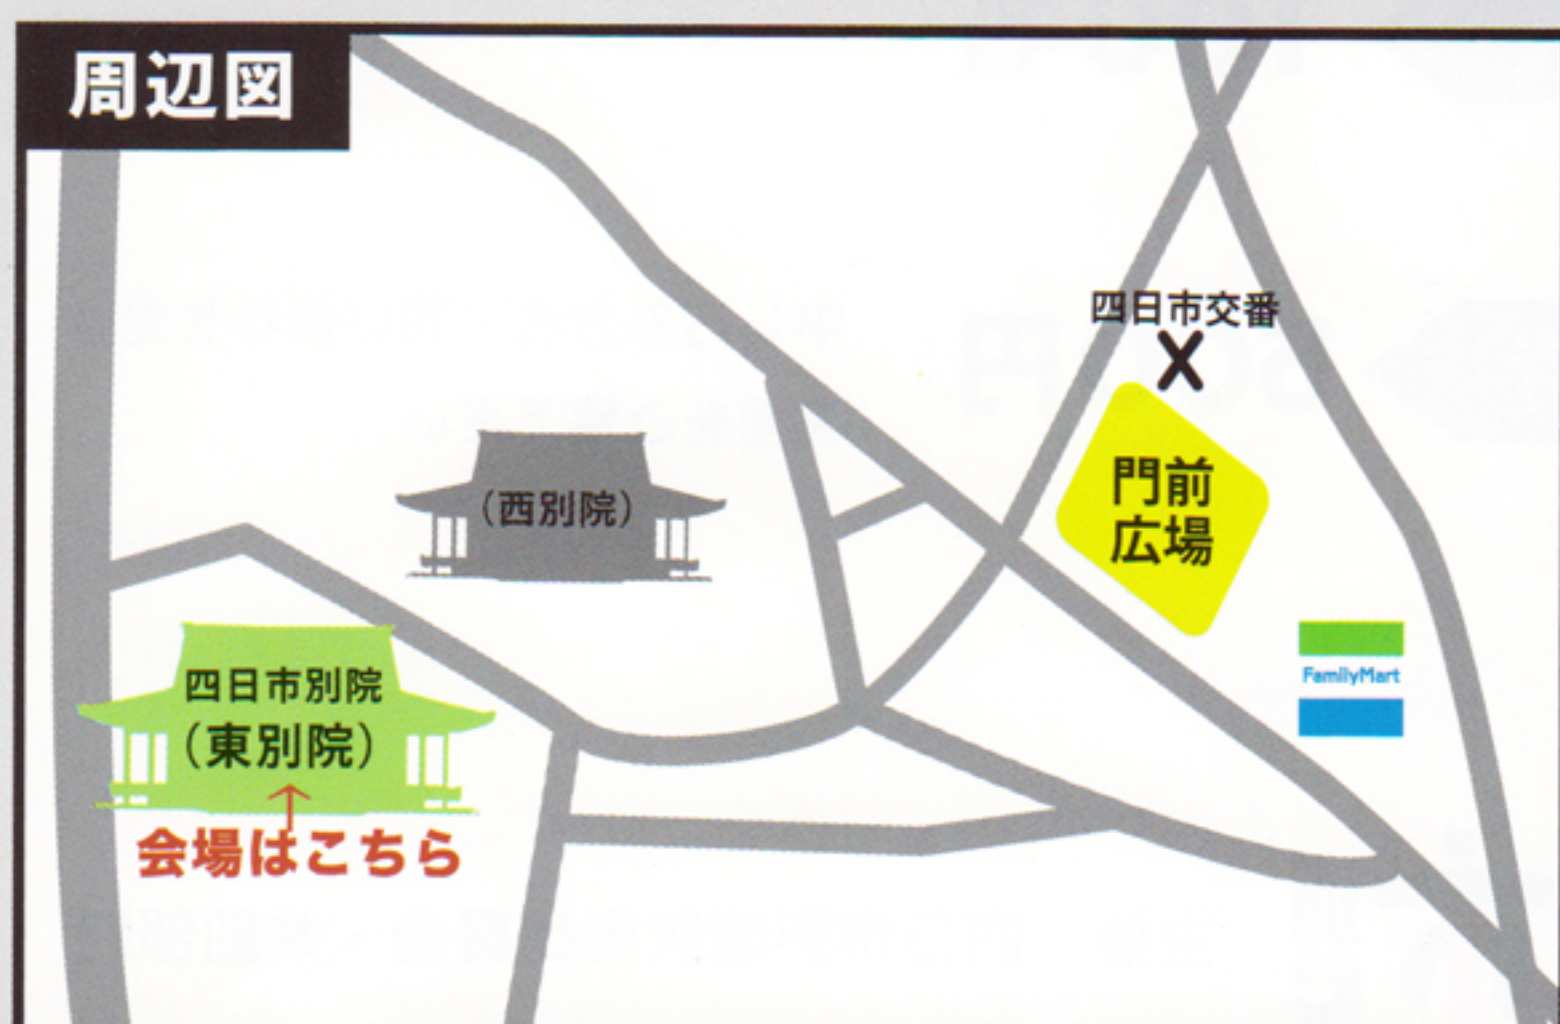 周辺図
四日市交番
門前
広場
(西別院)
FamilyMart
四日市別院
(東別院)
会場はこちら